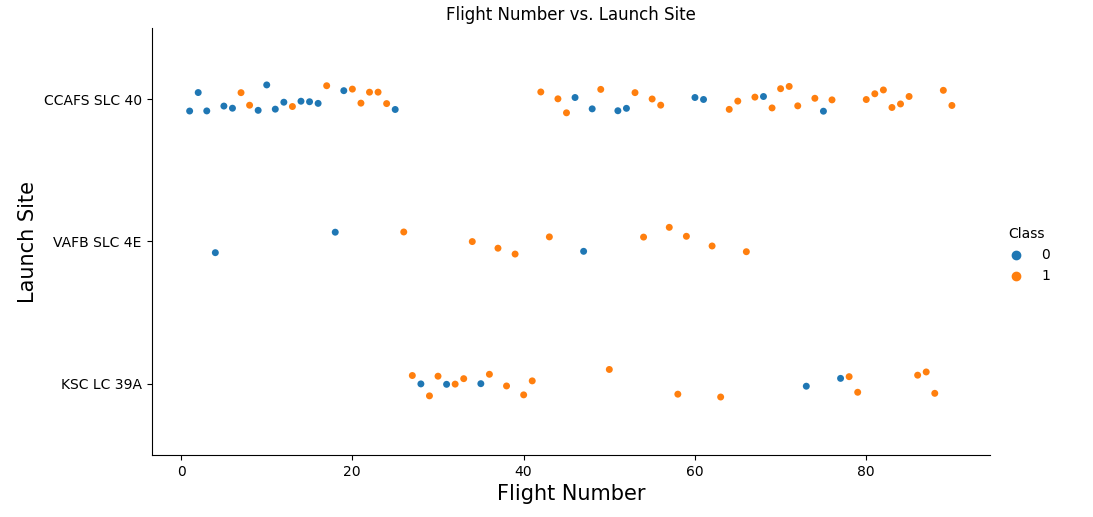 Flight Number vs. Launch Site
Launch Site
CCAFS SLC 40
VAFB SLC 4E
KSC LC 39A
0 20 40 60 80
Flight Number
Class
0
1